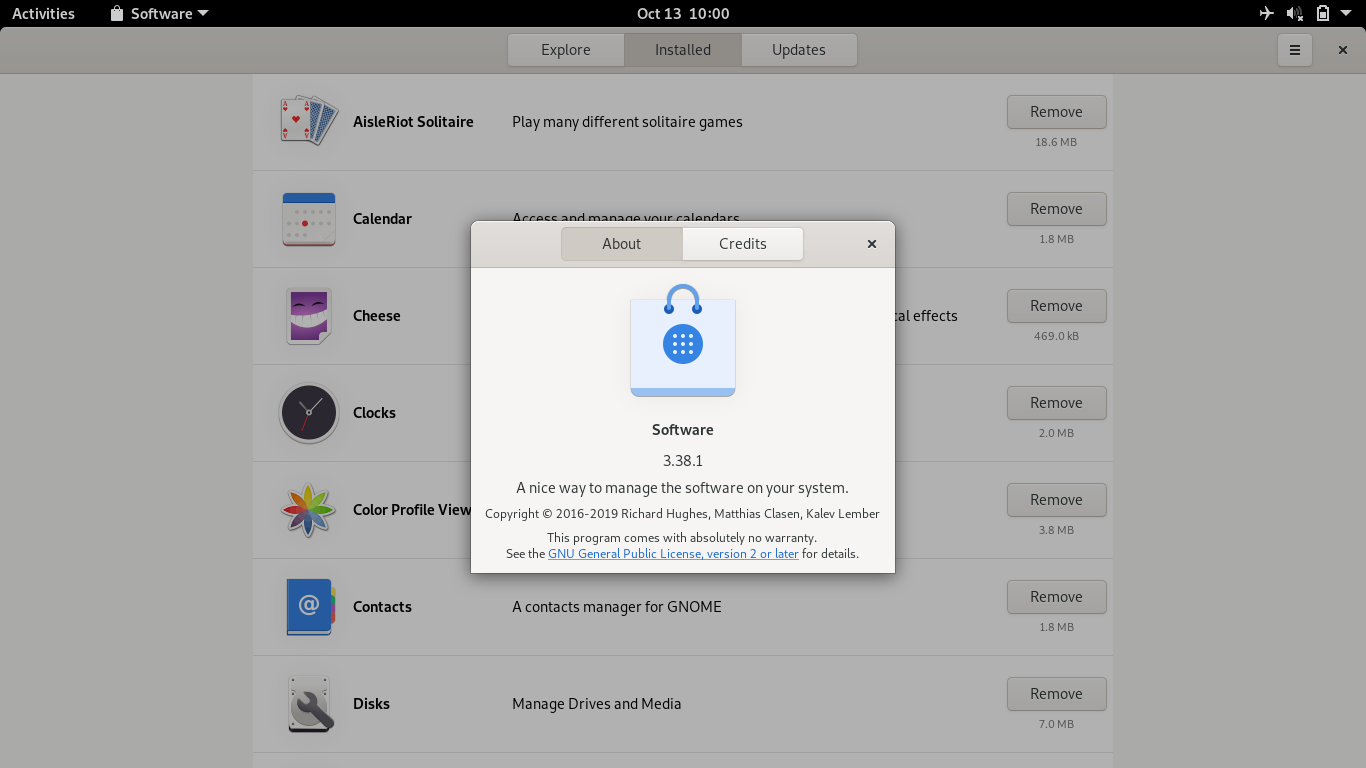 Activities
Software
Oct 13 10:00
Explore
Installed
Updates
AisleRiot Solitaire
Play many different solitaire games
Remove
18.6 MB
Calendar
Access and manage your calendars
Remove
1.8 MB
About
Credits
Cheese
cal effects
Remove
469.0 kB
Clocks
Remove
2.0 MB
Software
3.38.1
A nice way to manage the software on your system.
Copyright © 2016-2019 Richard Hughes, Matthias Clasen, Kalev Lember
This program comes with absolutely no warranty.
See the GNU General Public License, version 2 or later for details.
Color Profile View
Remove
3.8 MB
Contacts
A contacts manager for GNOME
Remove
1.8 MB
Disks
Manage Drives and Media
Remove
7.0 MB